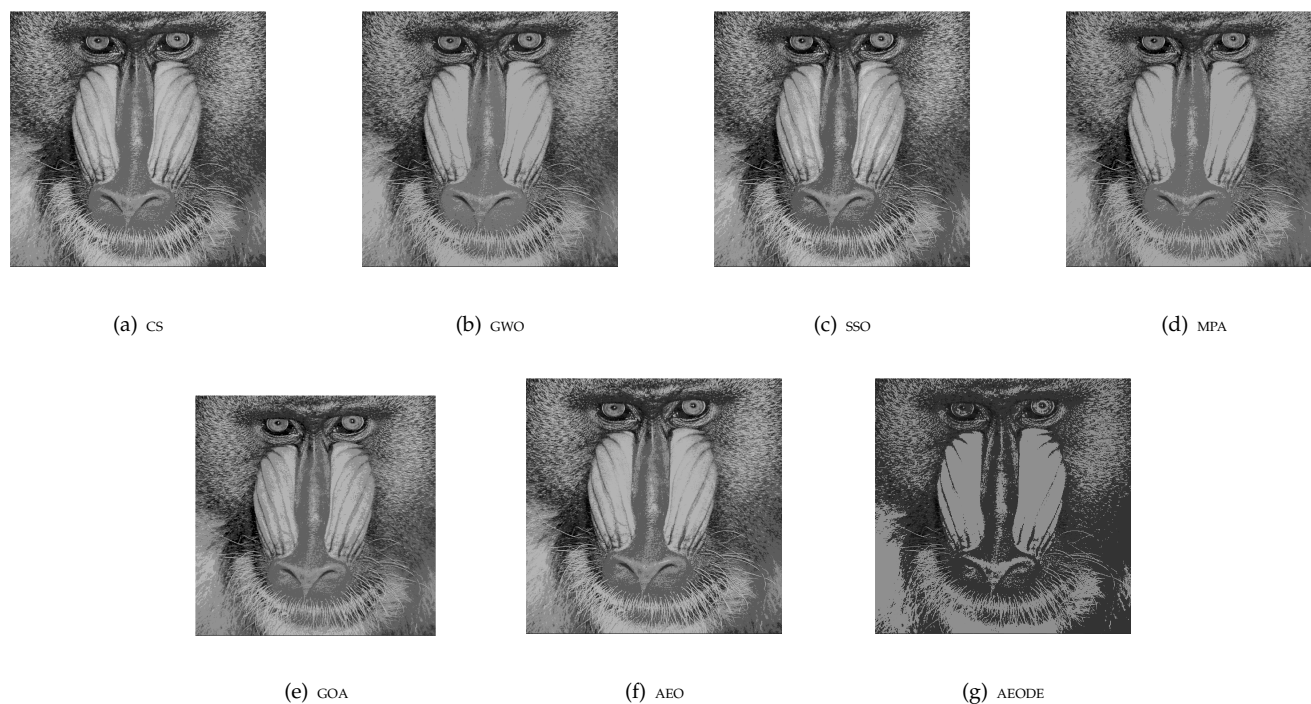 (a) CS
(b) GWO
(c) SSO
(d) MPA
(e) GOA
(f) AEO
(g) AEODE